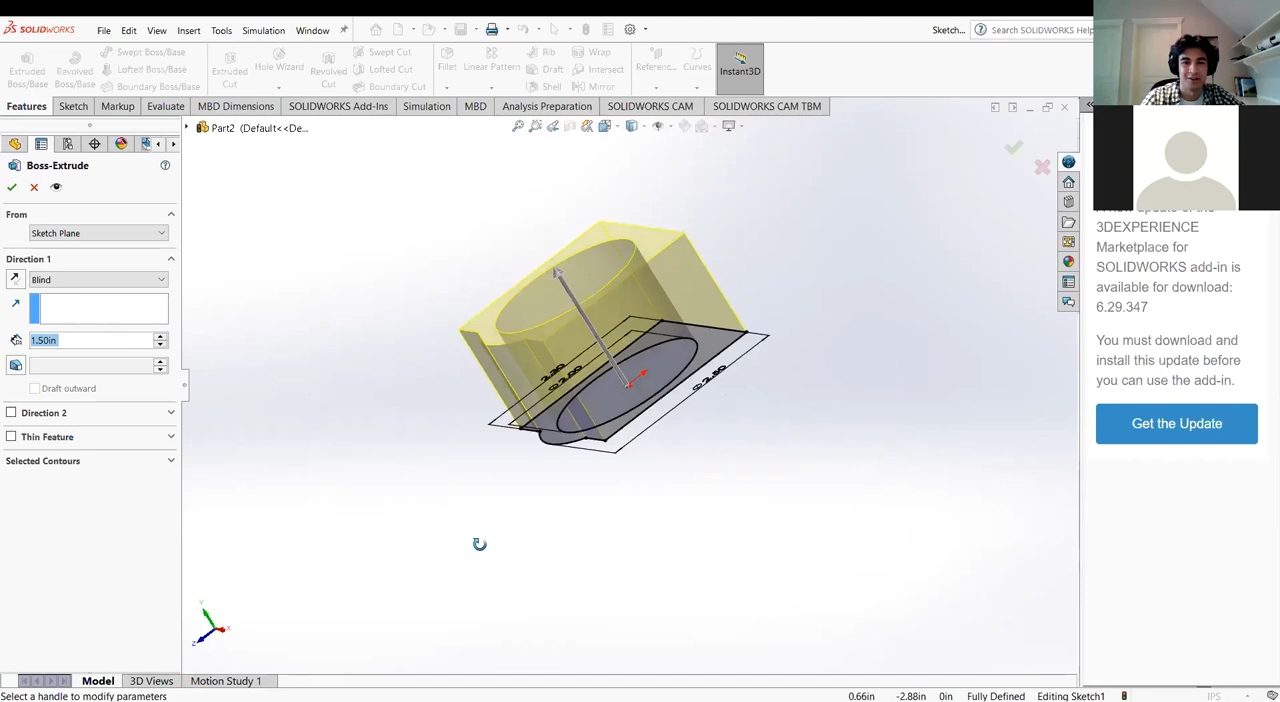 SOLIDWORKS
File Edit View Insert Tools Simulation Window
Sketch...
Search SOLIDWORKS Help
Extruded Boss/Base
Revolved Boss/Base
Swept Boss/Base
Lofted Boss/Base
Boundary Boss/Base
Extruded Cut
Hole Wizard
Revolved Cut
Swept Cut
Lofted Cut
Boundary Cut
Fillet
Linear Pattern
Rib
Draft
Shell
Wrap
Intersect
Mirror
Referenc...
Curves
Instant3D
Features Sketch Markup Evaluate MBD Dimensions SOLIDWORKS Add-Ins Simulation MBD Analysis Preparation SOLIDWORKS CAM SOLIDWORKS CAM TBM
Part2 (Default<<De...
Boss-Extrude
From
Sketch Plane
Direction 1
Blind
1.50in
Draft outward
Direction 2
Thin Feature
Selected Contours
∅2.00
∅2.50
Y
X
Z
3DEXPERIENCE
Marketplace for
SOLIDWORKS add-in is
available for download:
6.29.347
You must download and
install this update before
you can use the add-in.
Get the Update
Model 3D Views Motion Study 1
Select a handle to modify parameters
0.66in -2.88in 0in Fully Defined Editing Sketch1 IPS